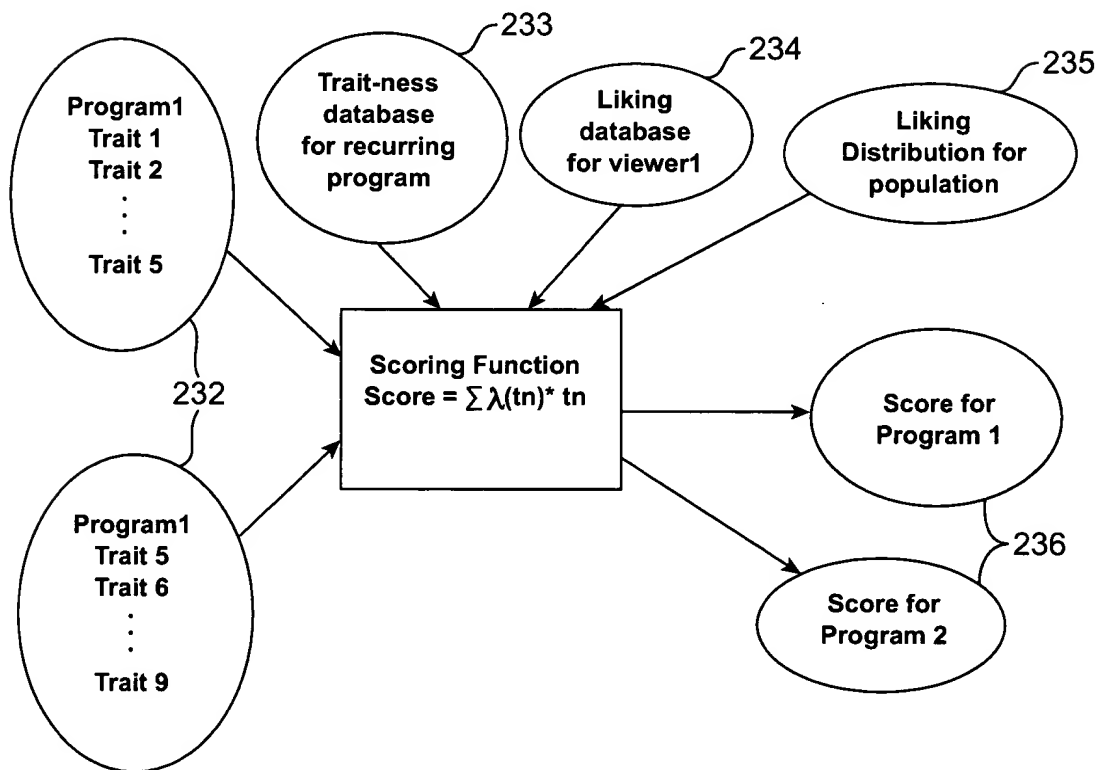 233
234
235
Program1
Trait 1
Trait 2
.
.
.
Trait 5
Trait-ness
database
for recurring
program
Liking
database
for viewer1
Liking
Distribution for
population
Scoring Function
Score = ∑ λ(tn)* tn
232
Program1
Trait 5
Trait 6
.
.
.
Trait 9
Score for
Program 1
236
Score for
Program 2